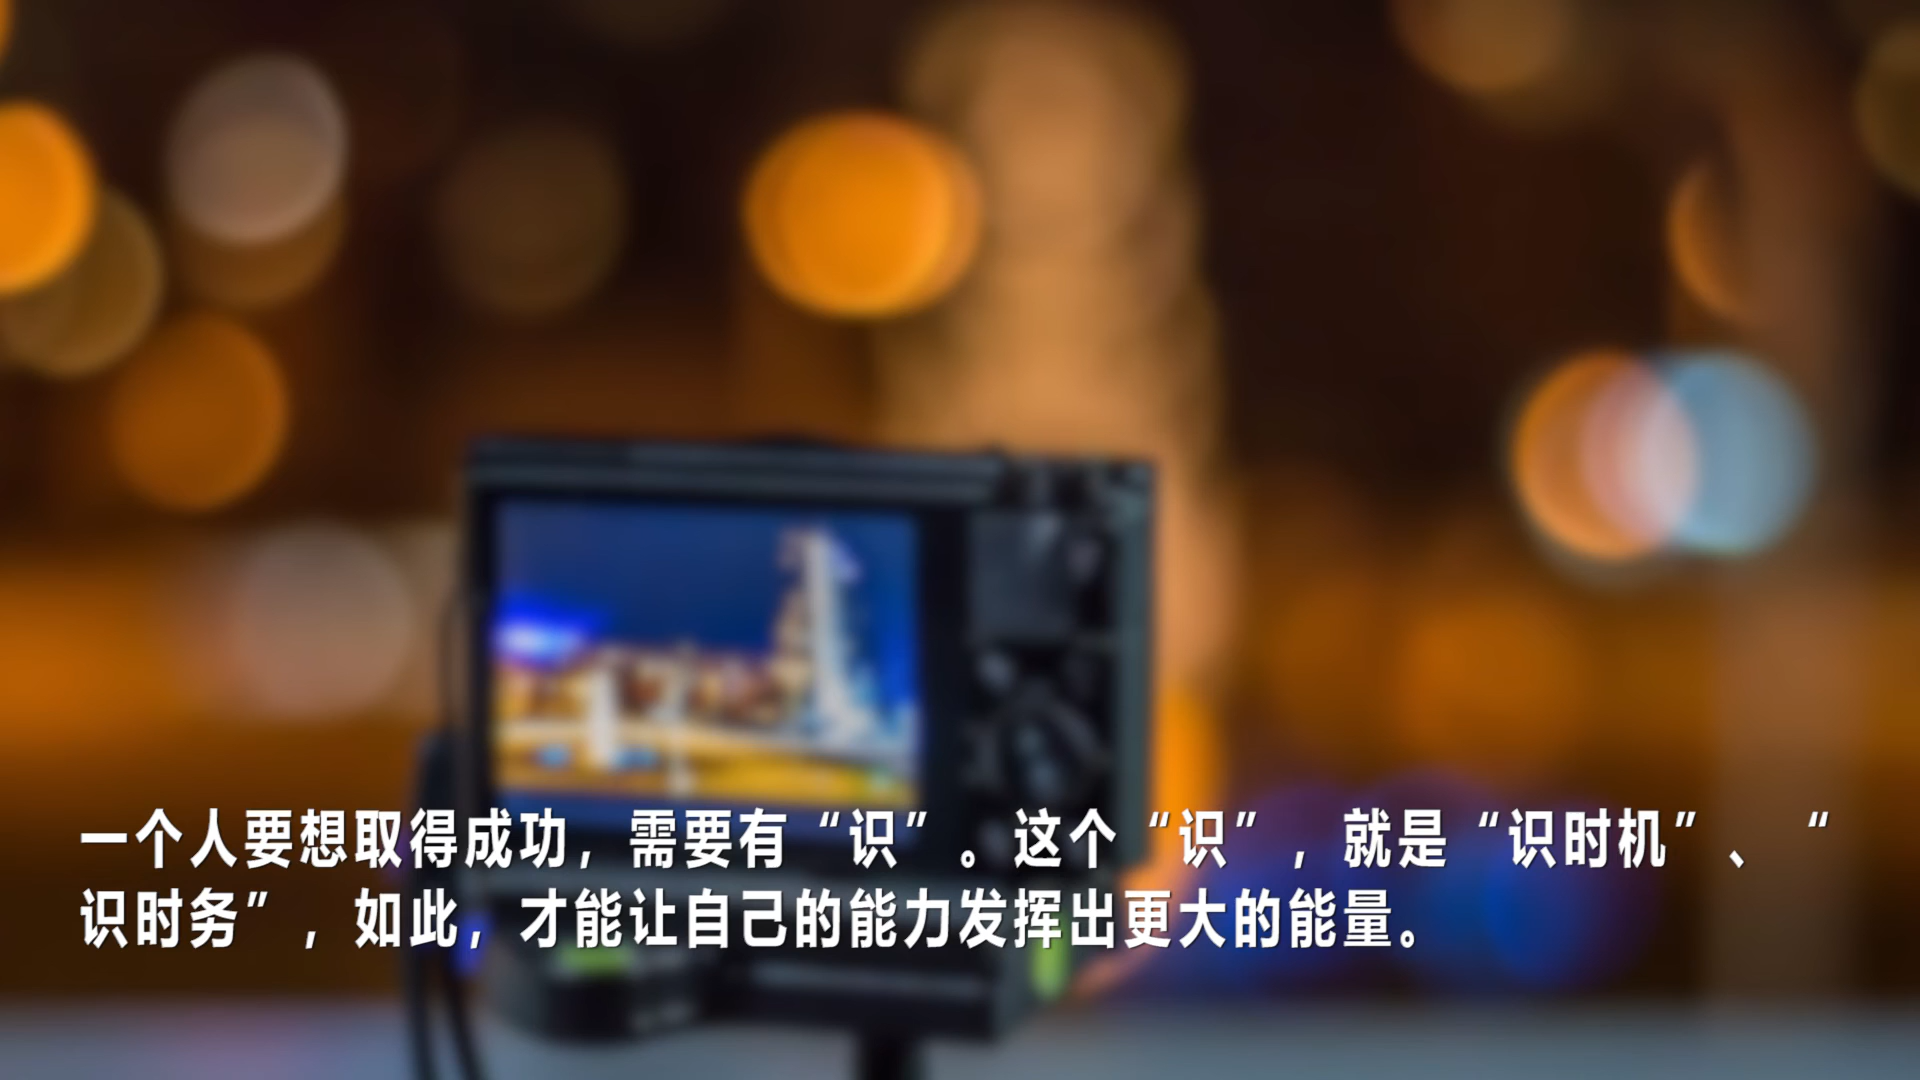 一个人要想取得成功，需要有“识”。这个“识”，就是“识时机”、“
识时务”，如此，才能让自己的能力发挥出更大的能量。